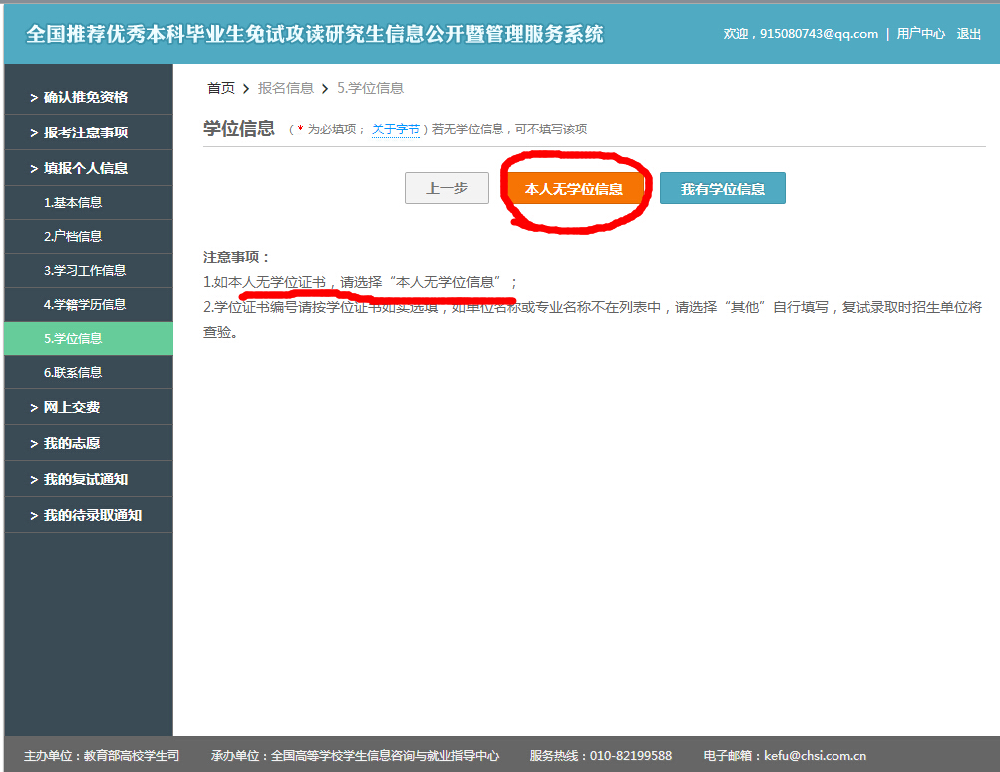 全国推荐优秀本科毕业生免试攻读研究生信息公开暨管理服务系统
欢迎，915080743@qq.com | 用户中心 退出
> 确认推免资格
> 报考注意事项
> 填报个人信息
1.基本信息
2.户档信息
3.学习工作信息
4.学籍学历信息
5.学位信息
6.联系信息
> 网上交费
> 我的志愿
> 我的复试通知
> 我的待录取通知
首页 > 报名信息 > 5.学位信息
学位信息 （ * 为必填项； 关于字节 ）若无学位信息，可不填写该项
上一步 本人无学位信息 我有学位信息
注意事项：
1.如本人无学位证书，请选择“本人无学位信息”；
2.学位证书编号请按学位证书如实选填，如单位名称或专业名称不在列表中，请选择“其他”自行填写，复试录取时招生单位将
查验。
主办单位：教育部高校学生司 承办单位：全国高等学校学生信息咨询与就业指导中心 服务热线：010-82199588 电子邮箱：kefu@chsi.com.cn